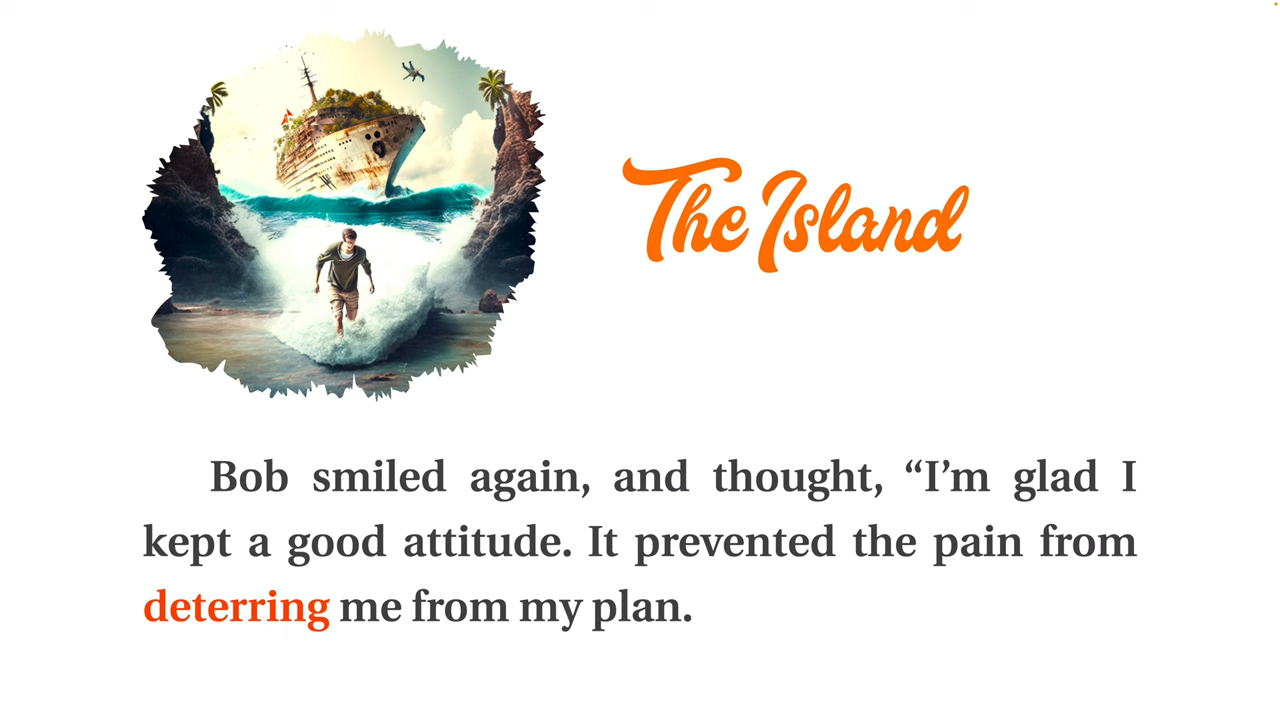 The Island
Bob smiled again, and thought, “I’m glad I
kept a good attitude. It prevented the pain from
deterring me from my plan.